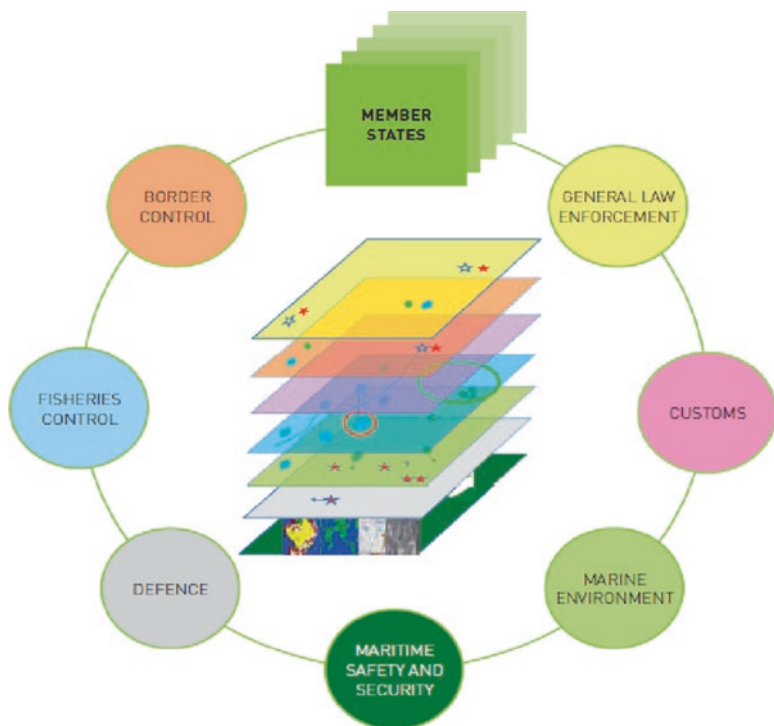 MEMBER
STATES
GENERAL LAW
ENFORCEMENT
CUSTOMS
MARINE
ENVIRONMENT
MARITIME
SAFETY AND
SECURITY
DEFENCE
FISHERIES
CONTROL
BORDER
CONTROL